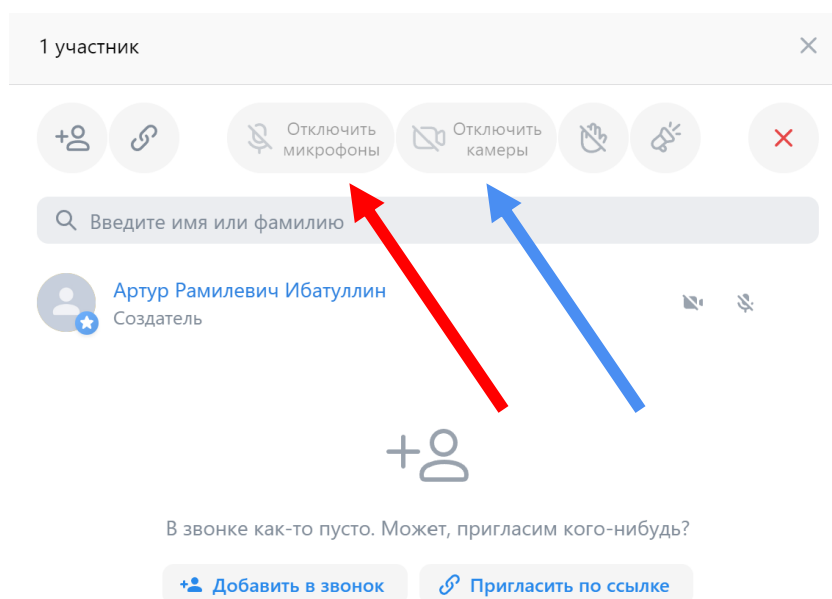 1 участник
Отключить
микрофоны
Отключить
камеры
Введите имя или фамилию
Артур Рамилевич Ибатуллин
Создатель
В звонке как-то пусто. Может, пригласим кого-нибудь?
Добавить в звонок
Пригласить по ссылке